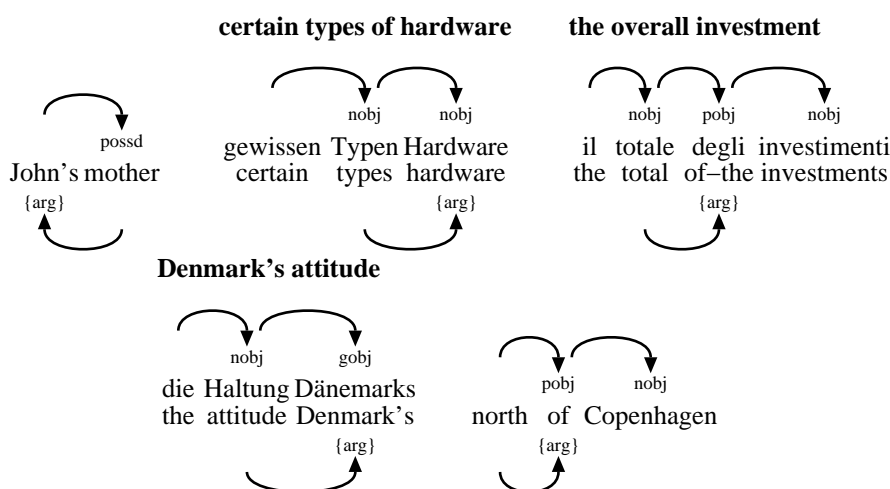 certain types of hardware
the overall investment
possd
John's mother
{arg}
nobj nobj
gewissen Typen Hardware
certain types hardware
{arg}
nobj pobj nobj
il totale degli investimenti
the total of–the investments
{arg}
Denmark's attitude
nobj gobj
die Haltung Dänemarks
the attitude Denmark's
{arg}
pobj nobj
north of Copenhagen
{arg}